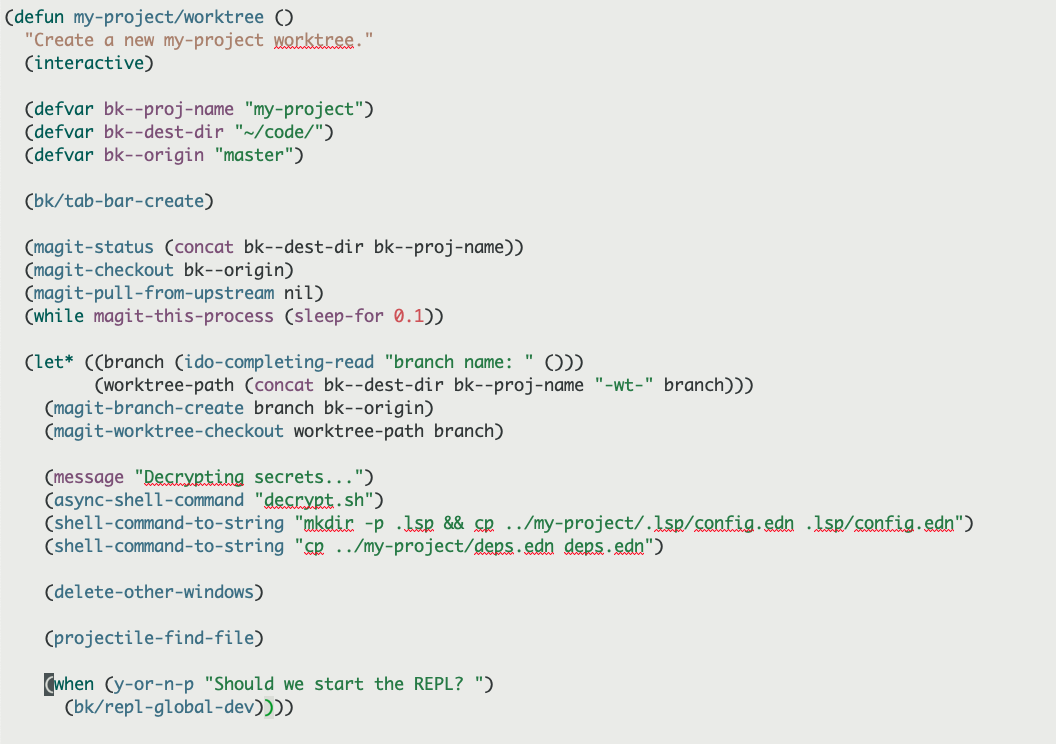 (defun my-project/worktree ()
  "Create a new my-project worktree."
  (interactive)

  (defvar bk--proj-name "my-project")
  (defvar bk--dest-dir "~/code/")
  (defvar bk--origin "master")

  (bk/tab-bar-create)

  (magit-status (concat bk--dest-dir bk--proj-name))
  (magit-checkout bk--origin)
  (magit-pull-from-upstream nil)
  (while magit-this-process (sleep-for 0.1))

  (let* ((branch (ido-completing-read "branch name: " ()))
         (worktree-path (concat bk--dest-dir bk--proj-name "-wt-" branch)))
    (magit-branch-create branch bk--origin)
    (magit-worktree-checkout worktree-path branch)

    (message "Decrypting secrets...")
    (async-shell-command "decrypt.sh")
    (shell-command-to-string "mkdir -p .lsp && cp ../my-project/.lsp/config.edn .lsp/config.edn")
    (shell-command-to-string "cp ../my-project/deps.edn deps.edn")

    (delete-other-windows)

    (projectile-find-file)

    (when (y-or-n-p "Should we start the REPL? ")
      (bk/repl-global-dev))))